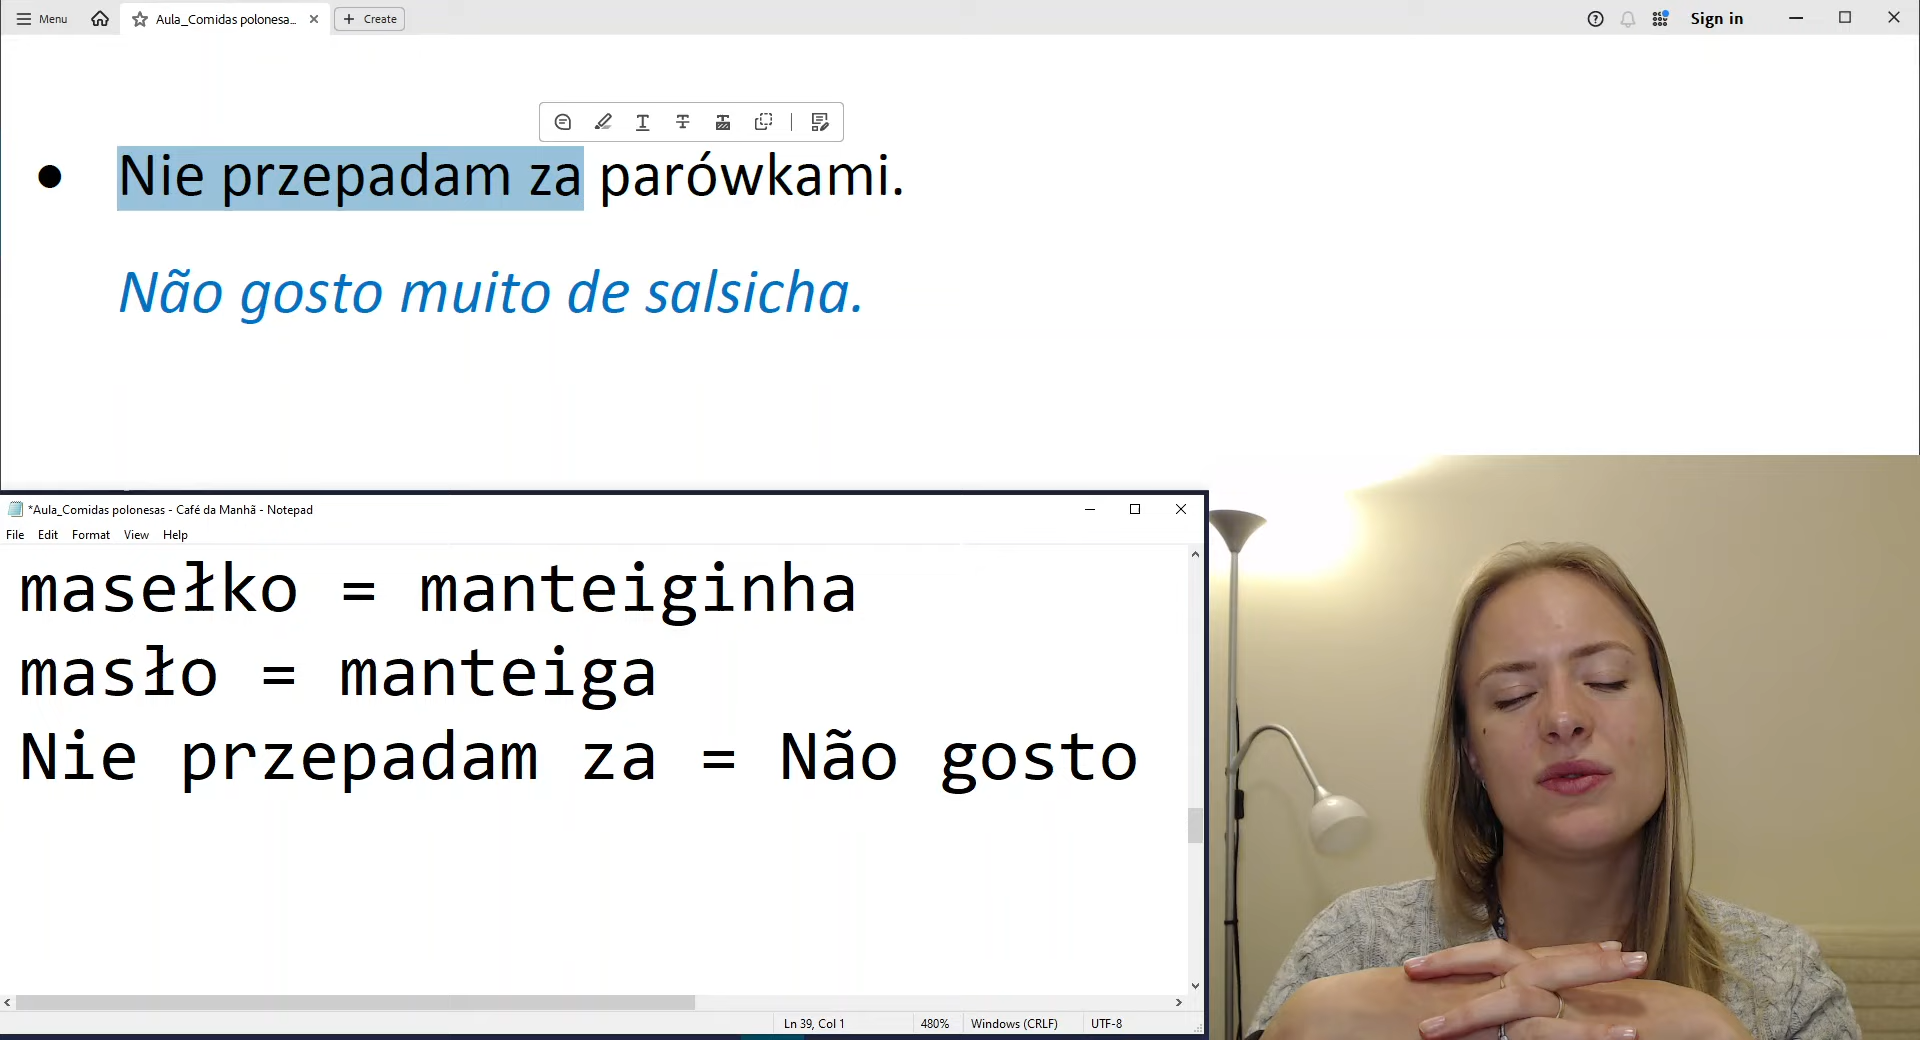 Menu
Aula_Comidas polonesa...
Create
Sign in
Nie przepadam za parówkami.
Não gosto muito de salsicha.
*Aula_Comidas polonesas - Café da Manhã - Notepad
File Edit Format View Help
masełko = manteiginha
masło = manteiga
Nie przepadam za = Não gosto
Ln 39, Col 1 480% Windows (CRLF) UTF-8